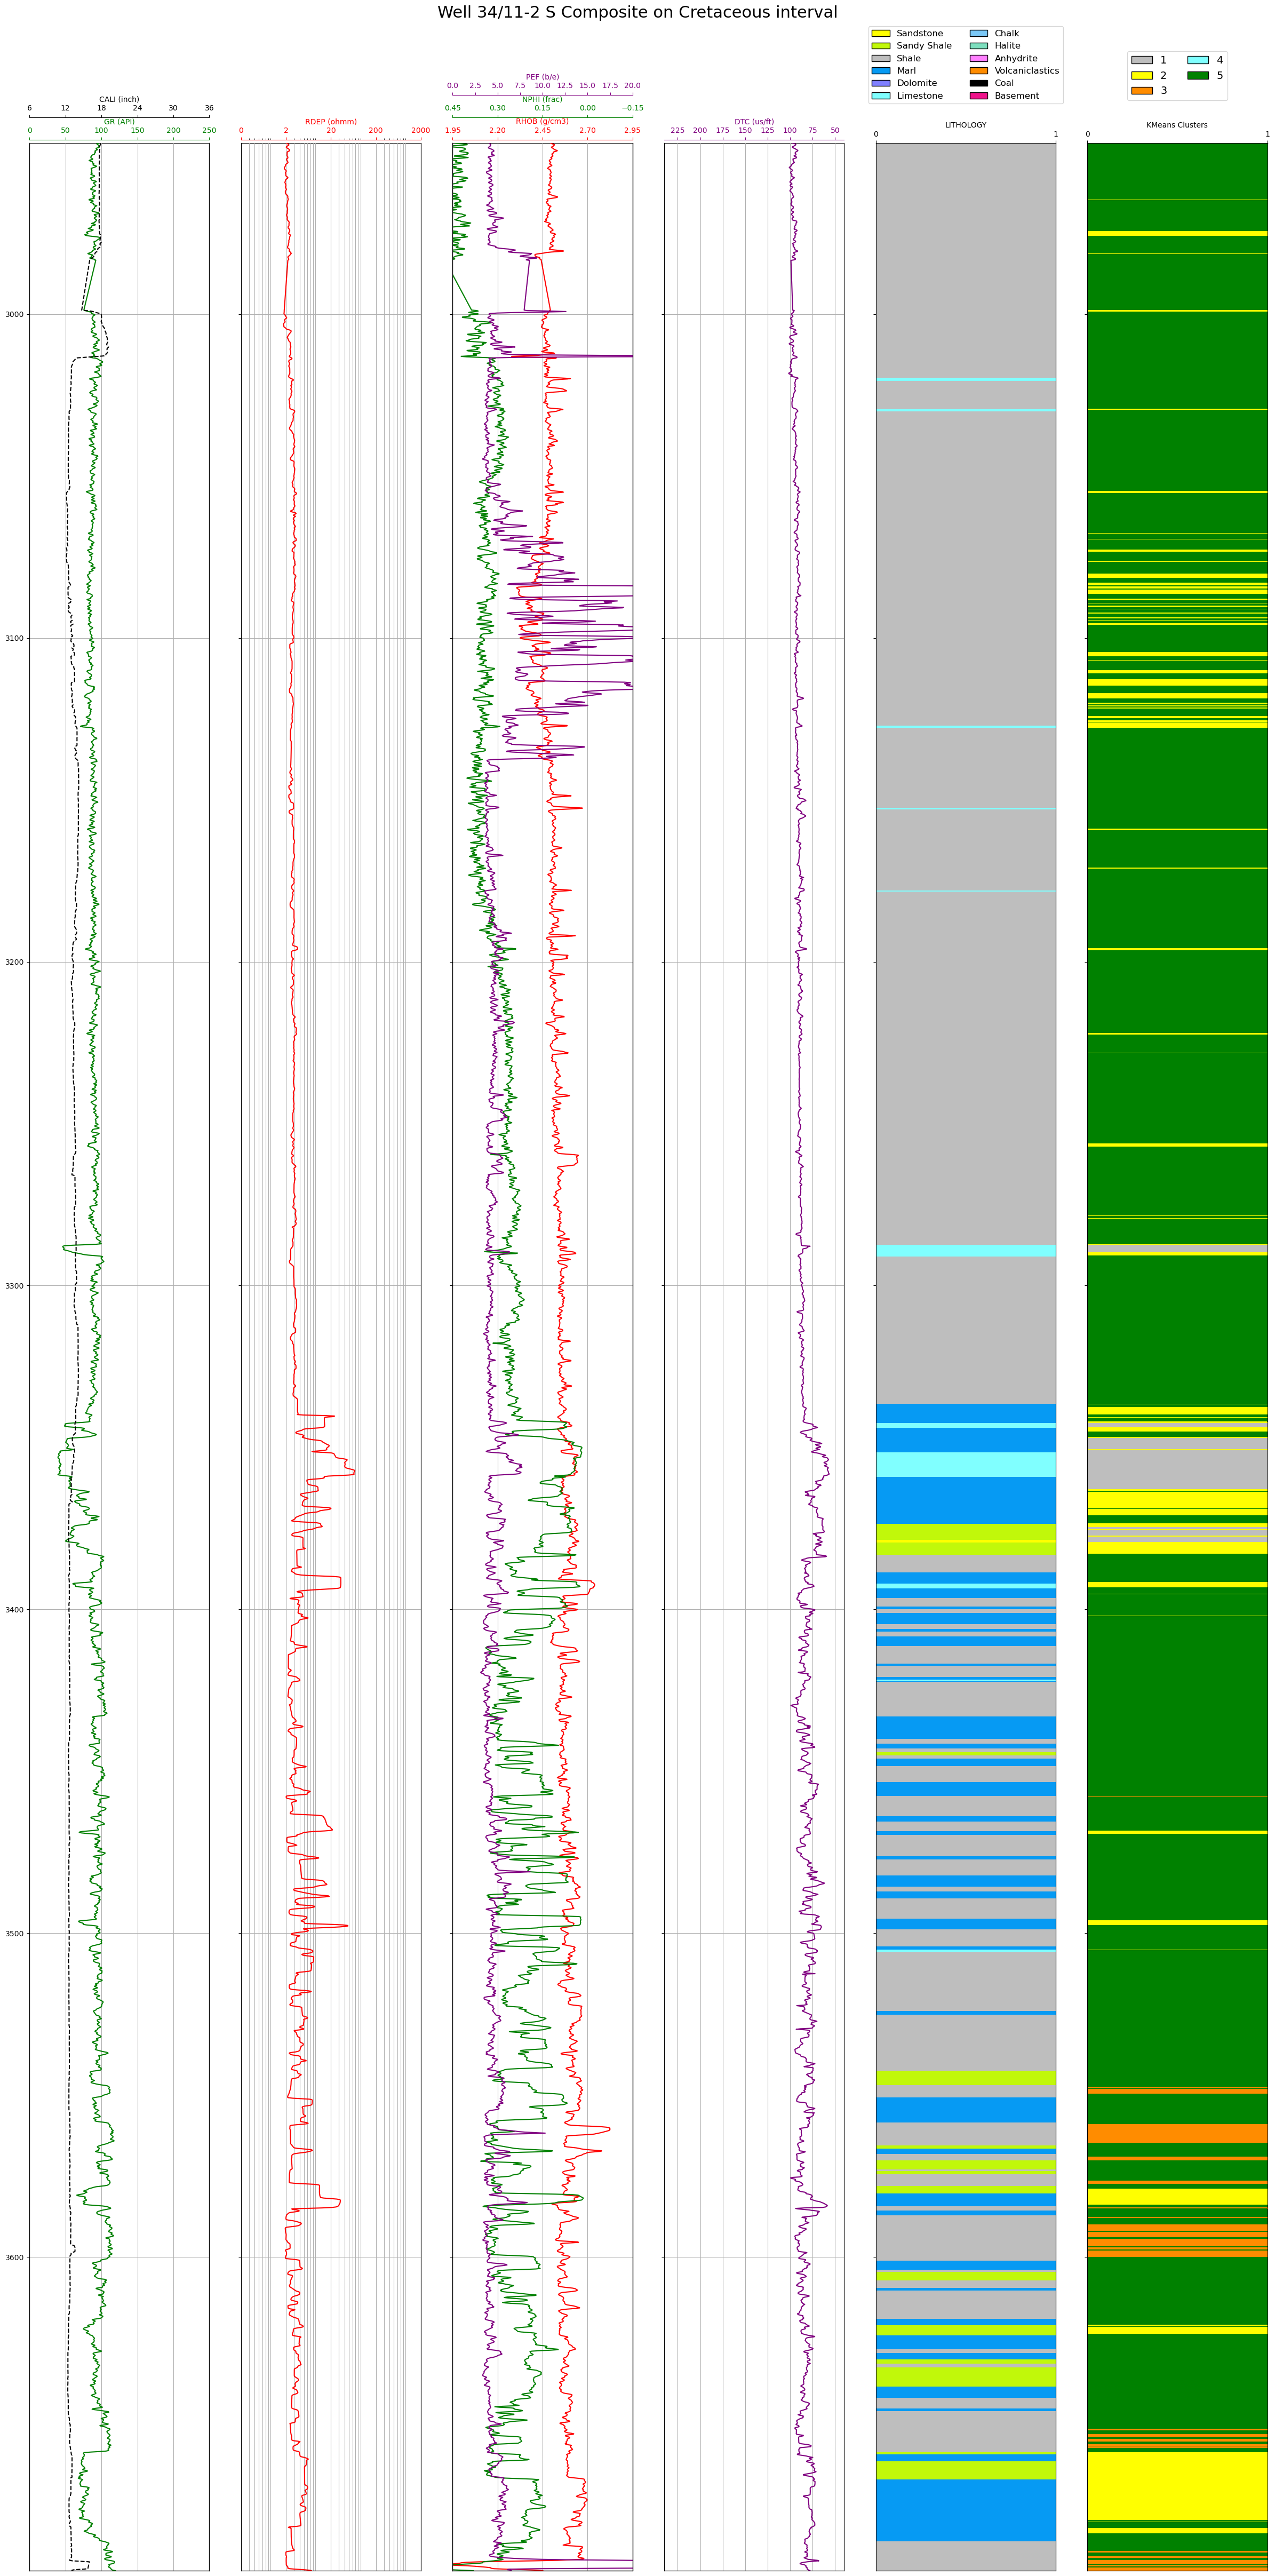 Well 34/11-2 S Composite on Cretaceous interval
Sandstone Chalk
Sandy Shale Halite
Shale Anhydrite
Marl Volcaniclastics
Dolomite Coal
Limestone Basement
1 4
2 5
3
PEF (b/e)
0.0 2.5 5.0 7.5 10.0 12.5 15.0 17.5 20.0
CALI (inch)
6 12 18 24 30 36
NPHI (frac)
0.45 0.30 0.15 0.00 −0.15
GR (API)
0 50 100 150 200 250
RDEP (ohmm)
0 2 20 200 2000
RHOB (g/cm3)
1.95 2.20 2.45 2.70 2.95
DTC (us/ft)
225 200 175 150 125 100 75 50
LITHOLOGY
0 1
KMeans Clusters
0 1
3000
3100
3200
3300
3400
3500
3600